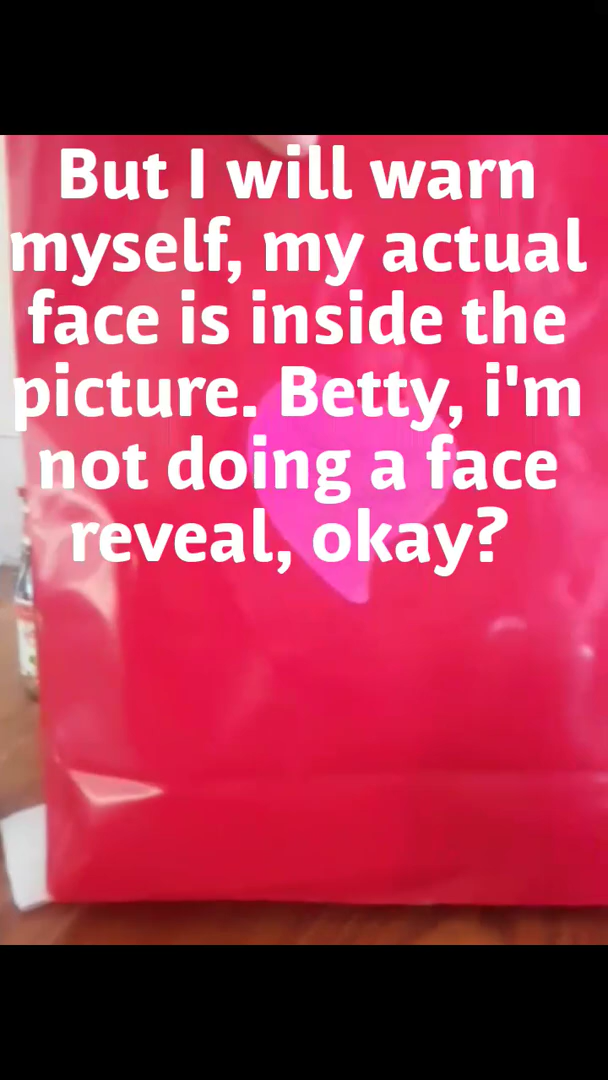 But I will warn
myself, my actual
face is inside the
picture. Betty, i'm
not doing a face
reveal, okay?